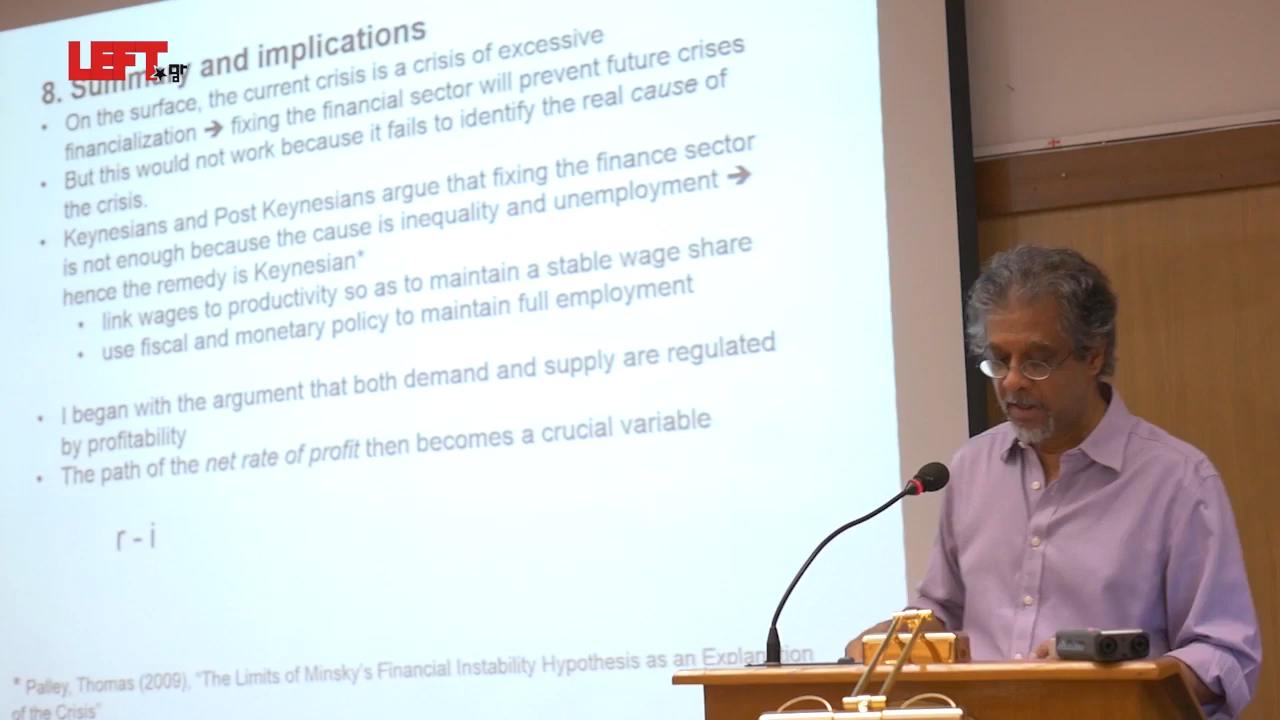 LEFT.gr
8. Summary and implications
• On the surface, the current crisis is a crisis of excessive
financialization ➔ fixing the financial sector will prevent future crises
• But this would not work because it fails to identify the real cause of
the crisis.
• Keynesians and Post Keynesians argue that fixing the finance sector
is not enough because the cause is inequality and unemployment ➔
hence the remedy is Keynesian*
• link wages to productivity so as to maintain a stable wage share
• use fiscal and monetary policy to maintain full employment
• I began with the argument that both demand and supply are regulated
by profitability
• The path of the net rate of profit then becomes a crucial variable
r - i
* Palley, Thomas (2009), “The Limits of Minsky’s Financial Instability Hypothesis as an Explanation
of the Crisis”